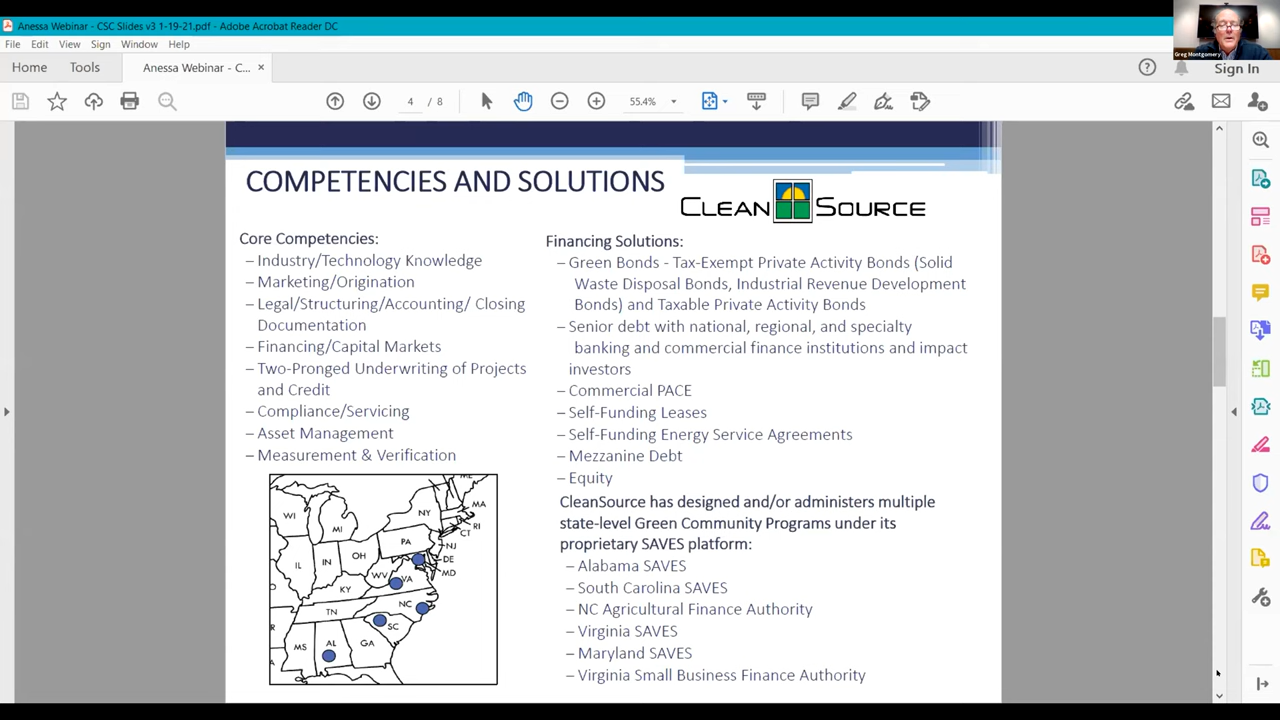 Anessa Webinar - CSC Slides v3 1-19-21.pdf - Adobe Acrobat Reader DC
File Edit View Sign Window Help
Home Tools Anessa Webinar - C... ×
Sign In
4 / 8
55.4%
Greg Montgomery
COMPETENCIES AND SOLUTIONS
CLEAN SOURCE
Core Competencies:
– Industry/Technology Knowledge
– Marketing/Origination
– Legal/Structuring/Accounting/ Closing
Documentation
– Financing/Capital Markets
– Two-Pronged Underwriting of Projects
and Credit
– Compliance/Servicing
– Asset Management
– Measurement & Verification
WI
MI
NY
ME
MA
RI
CT
PA
NJ
DE
MD
IL
IN
OH
WV
VA
KY
TN
NC
SC
MS
AL
GA
Financing Solutions:
– Green Bonds - Tax-Exempt Private Activity Bonds (Solid
Waste Disposal Bonds, Industrial Revenue Development
Bonds) and Taxable Private Activity Bonds
– Senior debt with national, regional, and specialty
banking and commercial finance institutions and impact
investors
– Commercial PACE
– Self-Funding Leases
– Self-Funding Energy Service Agreements
– Mezzanine Debt
– Equity
CleanSource has designed and/or administers multiple
state-level Green Community Programs under its
proprietary SAVES platform:
– Alabama SAVES
– South Carolina SAVES
– NC Agricultural Finance Authority
– Virginia SAVES
– Maryland SAVES
– Virginia Small Business Finance Authority